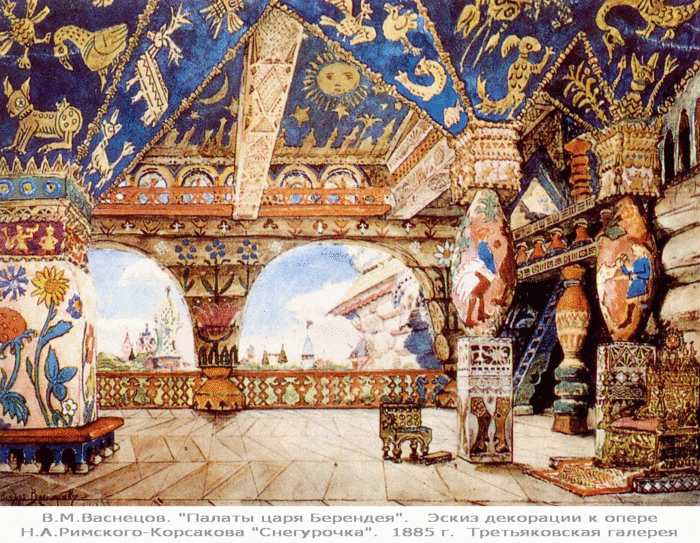 В.М.Васнецов. "Палаты царя Берендея". Эскиз декорации к опере
Н.А.Римского-Корсакова "Снегурочка". 1885 г. Третьяковская галерея